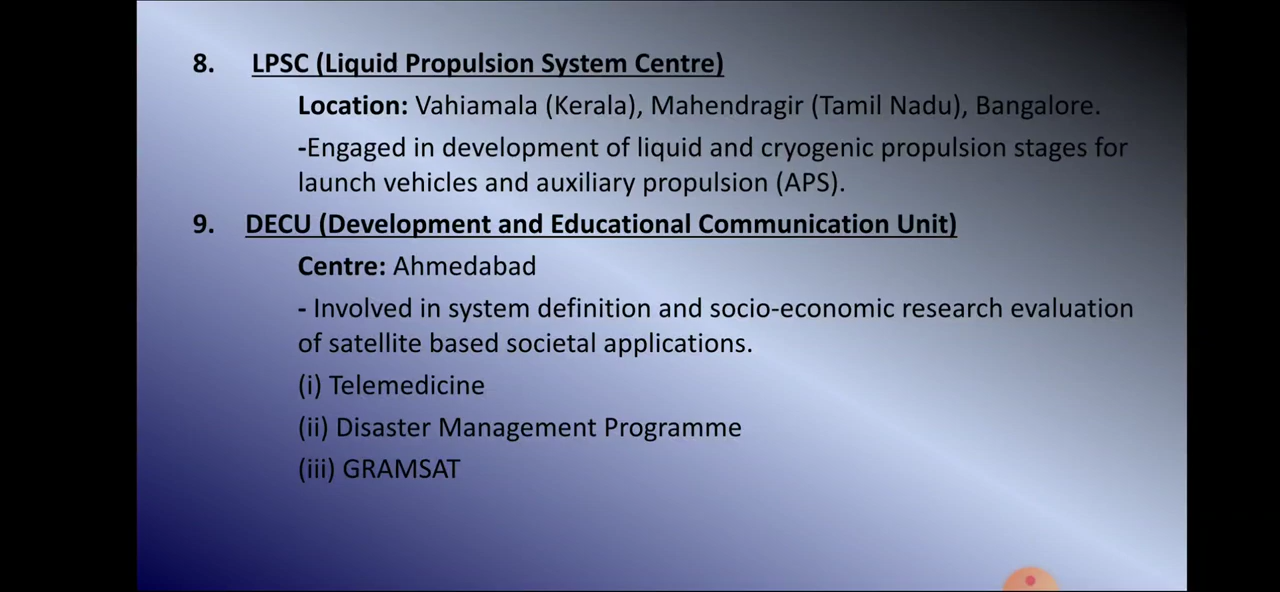 8. LPSC (Liquid Propulsion System Centre)
Location: Vahiamala (Kerala), Mahendragir (Tamil Nadu), Bangalore.
-Engaged in development of liquid and cryogenic propulsion stages for
launch vehicles and auxiliary propulsion (APS).
9. DECU (Development and Educational Communication Unit)
Centre: Ahmedabad
- Involved in system definition and socio-economic research evaluation
of satellite based societal applications.
(i) Telemedicine
(ii) Disaster Management Programme
(iii) GRAMSAT